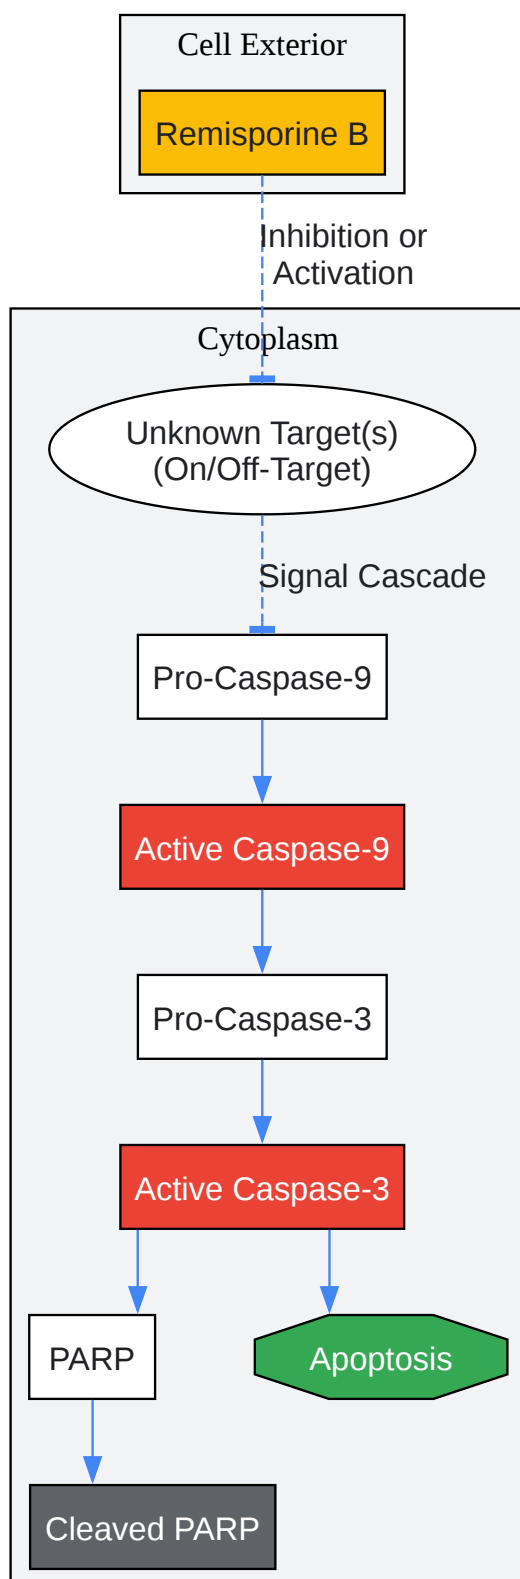 Cell Exterior
Remisporine B
Inhibition or
Activation
Cytoplasm
Unknown Target(s)
(On/Off-Target)
Signal Cascade
Pro-Caspase-9
Active Caspase-9
Pro-Caspase-3
Active Caspase-3
PARP
Apoptosis
Cleaved PARP